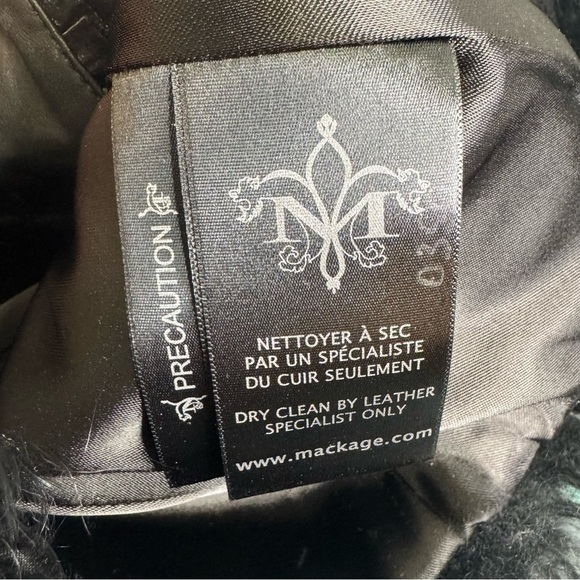 PRECAUTION
M
NETTOYER À SEC
PAR UN SPÉCIALISTE
DU CUIR SEULEMENT
DRY CLEAN BY LEATHER
SPECIALIST ONLY
www.mackage.com